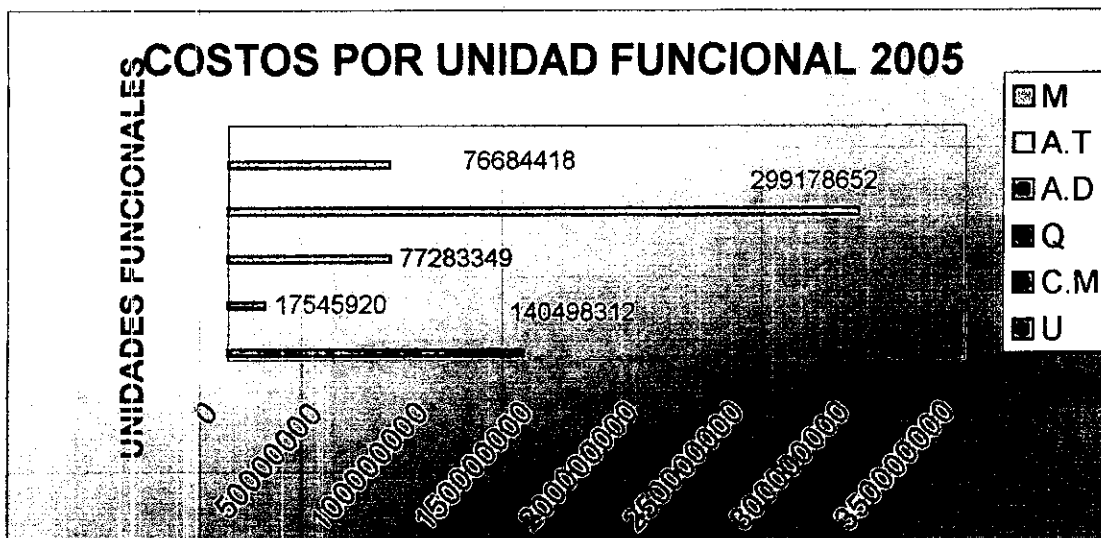 COSTOS POR UNIDAD FUNCIONAL 2005
UNIDADES FUNCIONALES
76684418
299178652
77283349
17545920
140498312
0
50000000
100000000
150000000
200000000
250000000
300000000
350000000
M
A.T
A.D
Q
C.M
U